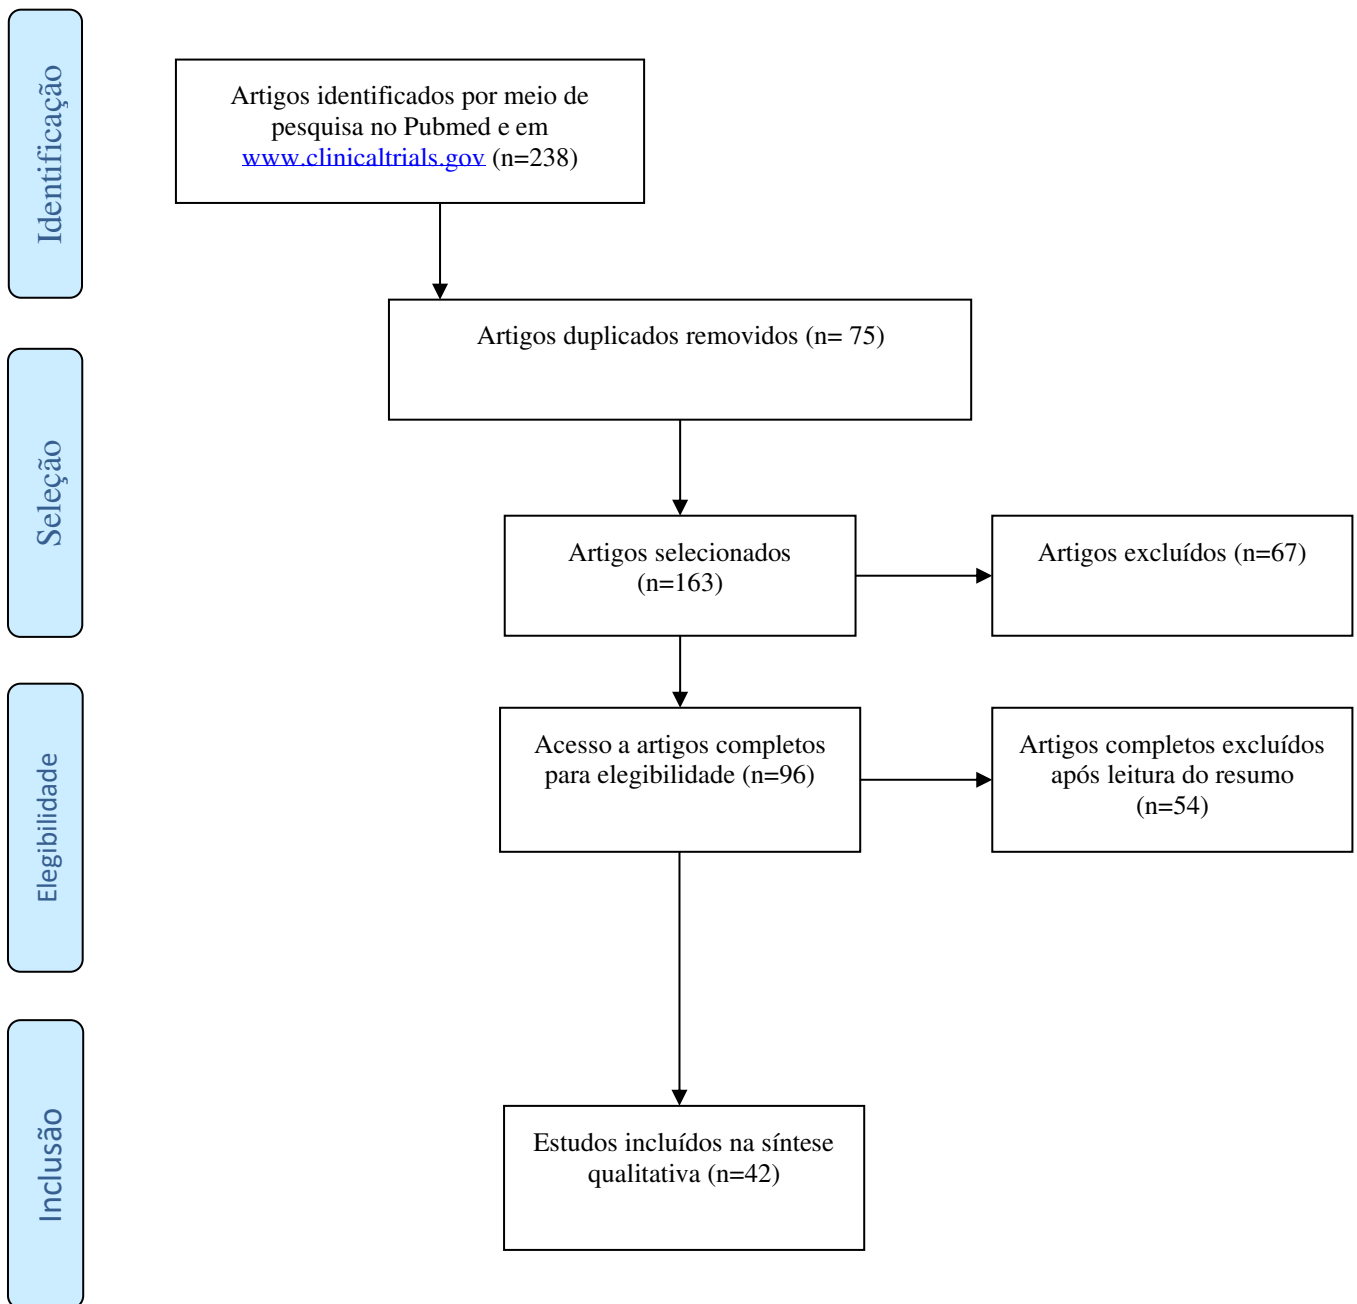 Identificação
Artigos identificados por meio de
pesquisa no Pubmed e em
www.clinicaltrials.gov (n=238)
Artigos duplicados removidos (n= 75)
Seleção
Artigos selecionados
(n=163)
Artigos excluídos (n=67)
Elegibilidade
Acesso a artigos completos
para elegibilidade (n=96)
Artigos completos excluídos
após leitura do resumo
(n=54)
Inclusão
Estudos incluídos na síntese
qualitativa (n=42)